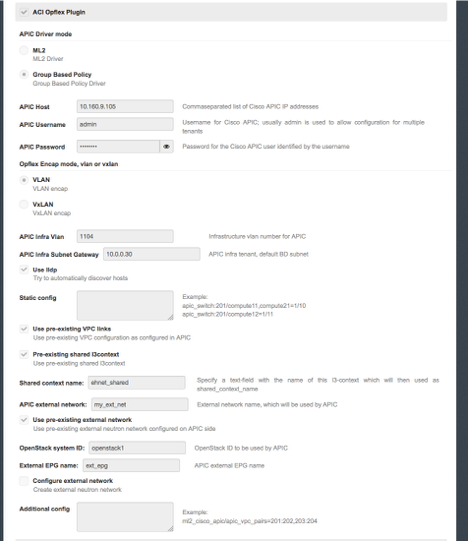 ACI Opflex Plugin
APIC Driver mode
ML2
ML2 Driver
Group Based Policy
Group Based Policy Driver
APIC Host 10.160.9.105 Commaseparated list of Cisco APIC IP addresses
APIC Username admin Username for Cisco APIC; usually admin is used to allow configuration for multiple
tenants
APIC Password •••••••• Password for the Cisco APIC user identified by the username
Opflex Encap mode, vlan or vxlan
VLAN
VLAN encap
VxLAN
VxLAN encap
APIC Infra Vlan 1104 Infrastructure vlan number for APIC
APIC Infra Subnet Gateway 10.0.0.30 APIC infra tenant, default BD subnet
Use lldp
Try to automatically discover hosts
Static config Example:
apic_switch:201/compute11,compute21=1/10
apic_switch:201/compute12=1/11
Use pre-existing VPC links
Use pre-existing VPC configuration as configured in APIC
Pre-existing shared l3context
Use pre-existing shared l3context
Shared context name: ehnet_shared Specify a text-field with the name of this l3-context which will then used as
shared_context_name
APIC external network: my_ext_net External network name, which will be used by APIC
Use pre-existing external network
Use pre-existing external neutron network configured on APIC side
OpenStack system ID: openstack1 OpenStack ID to be used by APIC
External EPG name: ext_epg APIC external EPG name
Configure external network
Create external neutron network
Additional config Example:
ml2_cisco_apic/apic_vpc_pairs=201:202,203:204